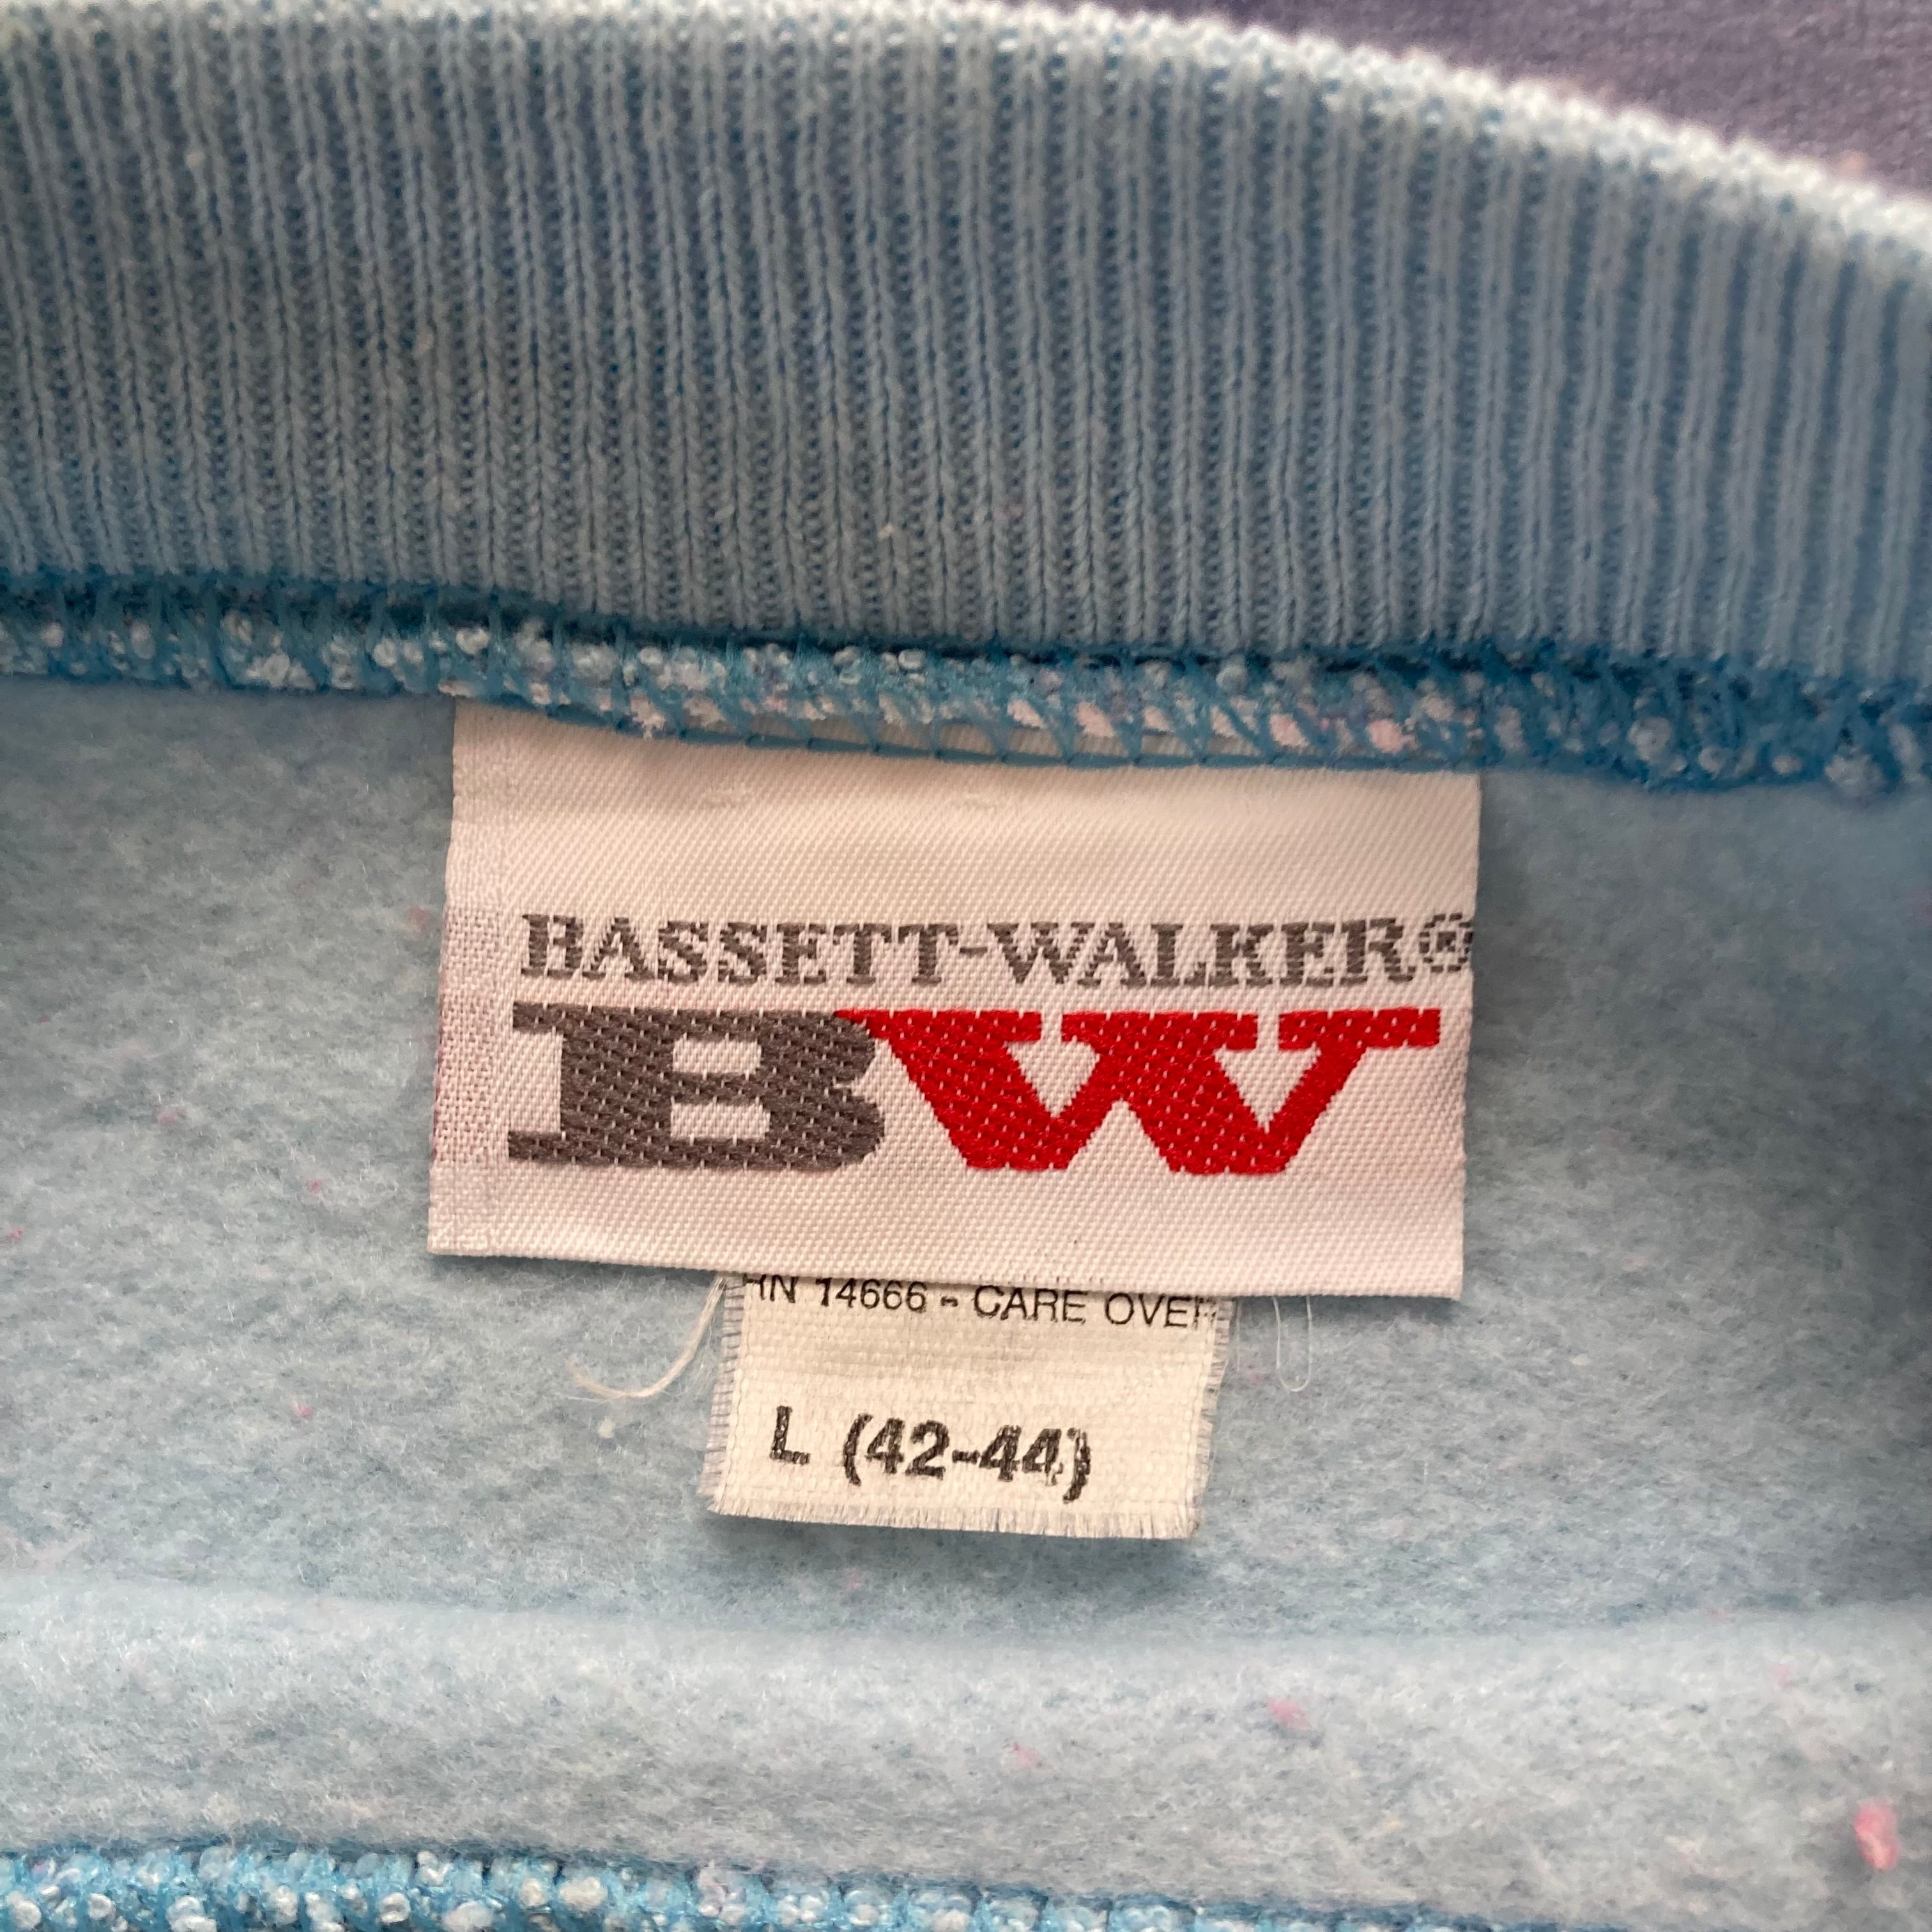 BASSETT-WALKER®
BW
RN 14666 - CARE OVER
L (42-44)